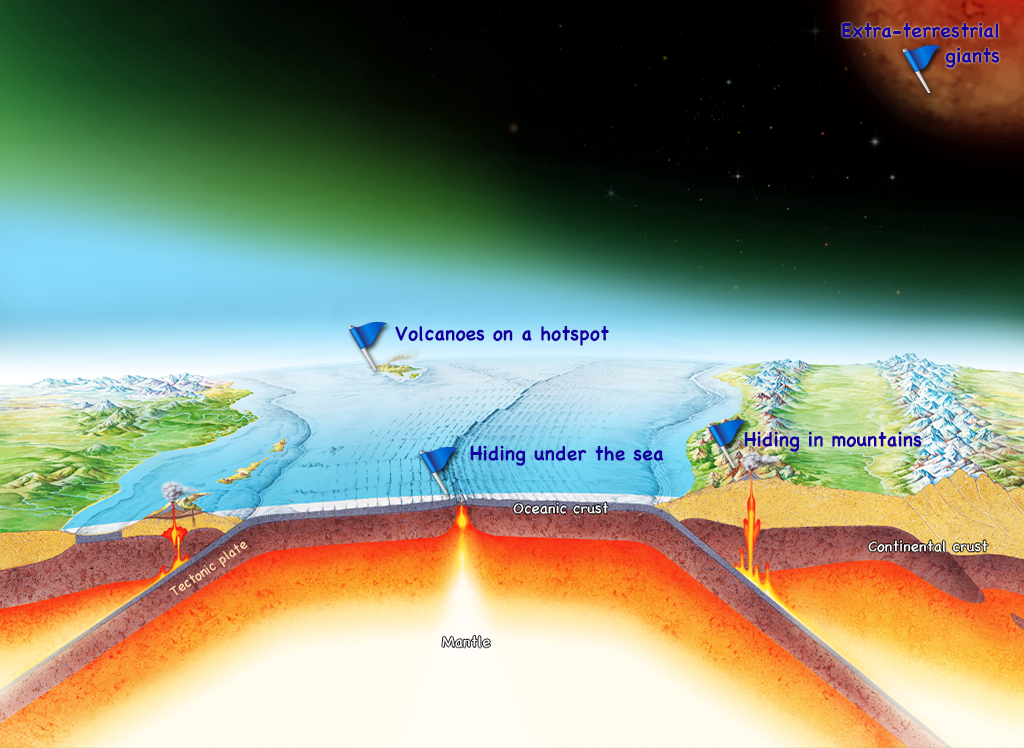 Extra-terrestrial
giants
Volcanoes on a hotspot
Hiding in mountains
Hiding under the sea
Oceanic crust
Continental crust
Tectonic plate
Mantle